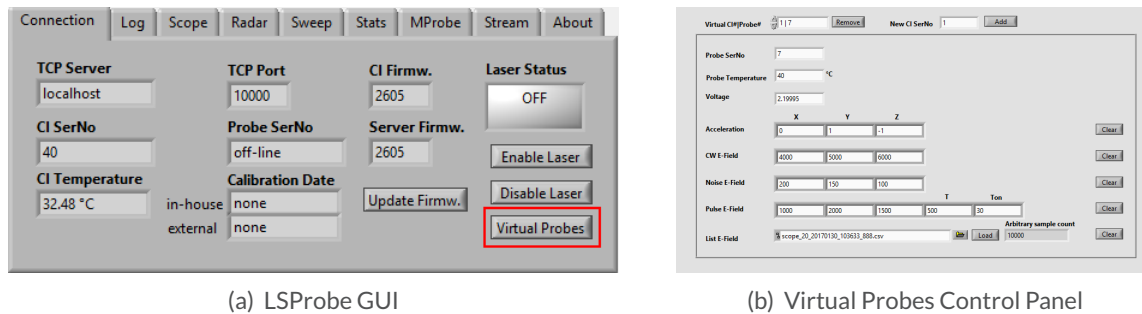 Connection Log Scope Radar Sweep Stats MProbe Stream About
TCP Server TCP Port CI Firmw. Laser Status
localhost 10000 2605 OFF
CI SerNo Probe SerNo Server Firmw.
40 off-line 2605 Enable Laser
CI Temperature Calibration Date
32.48 °C in-house none Update Firmw. Disable Laser
external none Virtual Probes
(a) LSProbe GUI
Virtual CI#|Probe# 1|7 Remove New CI SerNo 1 Add
Probe SerNo 7
Probe Temperature 40 °C
Voltage 2.19995
X Y Z
Acceleration 0 1 -1 Clear
CW E-Field 4000 5000 6000 Clear
Noise E-Field 200 150 100 Clear
T Ton
Pulse E-Field 1000 2000 1500 500 30 Clear
Arbitrary sample count
List E-Field scope_20_20170130_103633_888.csv Load 10000 Clear
(b) Virtual Probes Control Panel